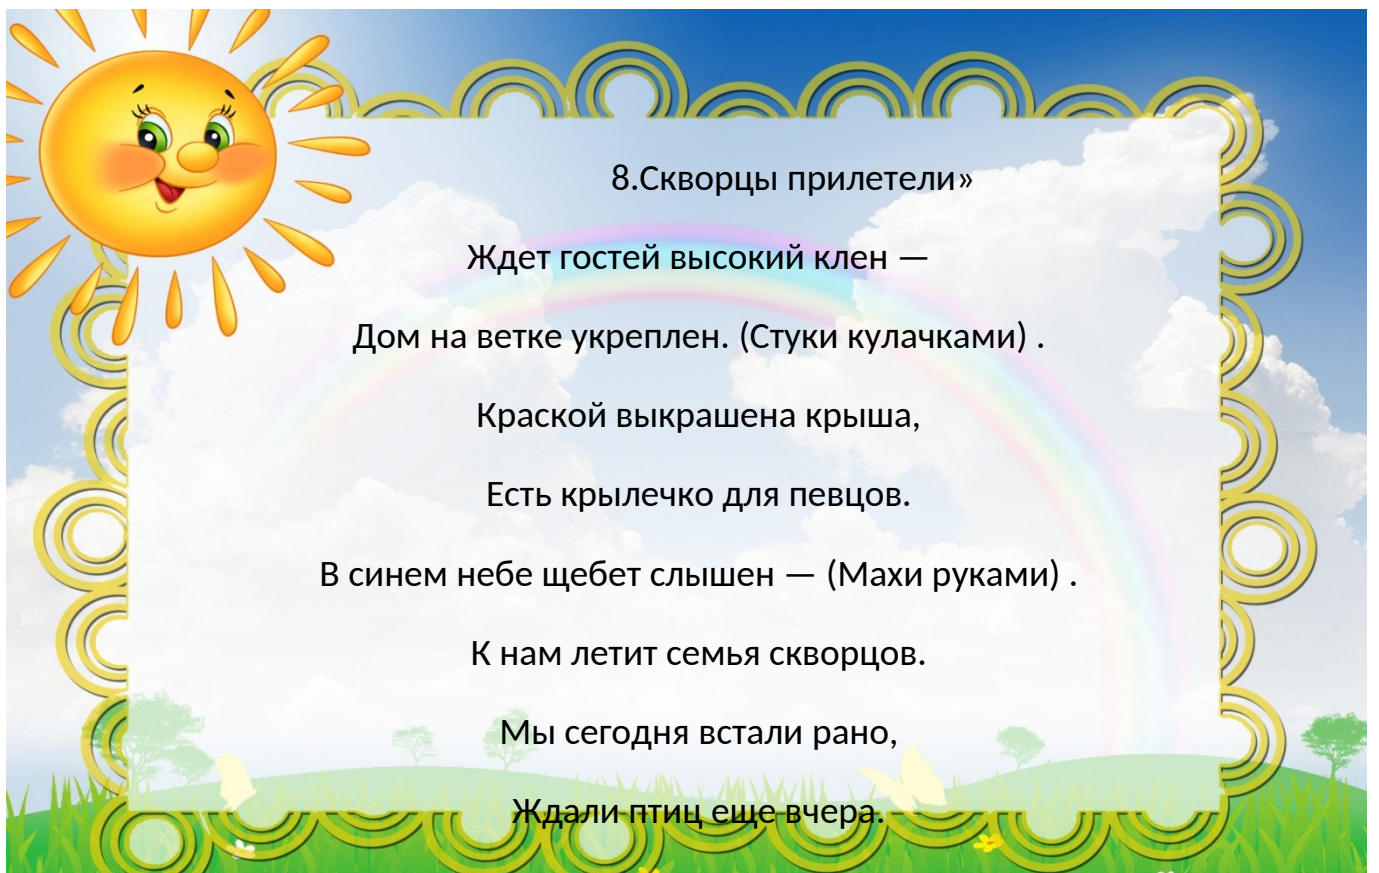 8.Скворцы прилетели»
Ждет гостей высокий клен —
Дом на ветке укреплен. (Стуки кулачками) .
Краской выкрашена крыша,
Есть крылечко для певцов.
В синем небе щебет слышен — (Махи руками) .
К нам летит семья скворцов.
Мы сегодня встали рано,
Ждали птиц еще вчера.